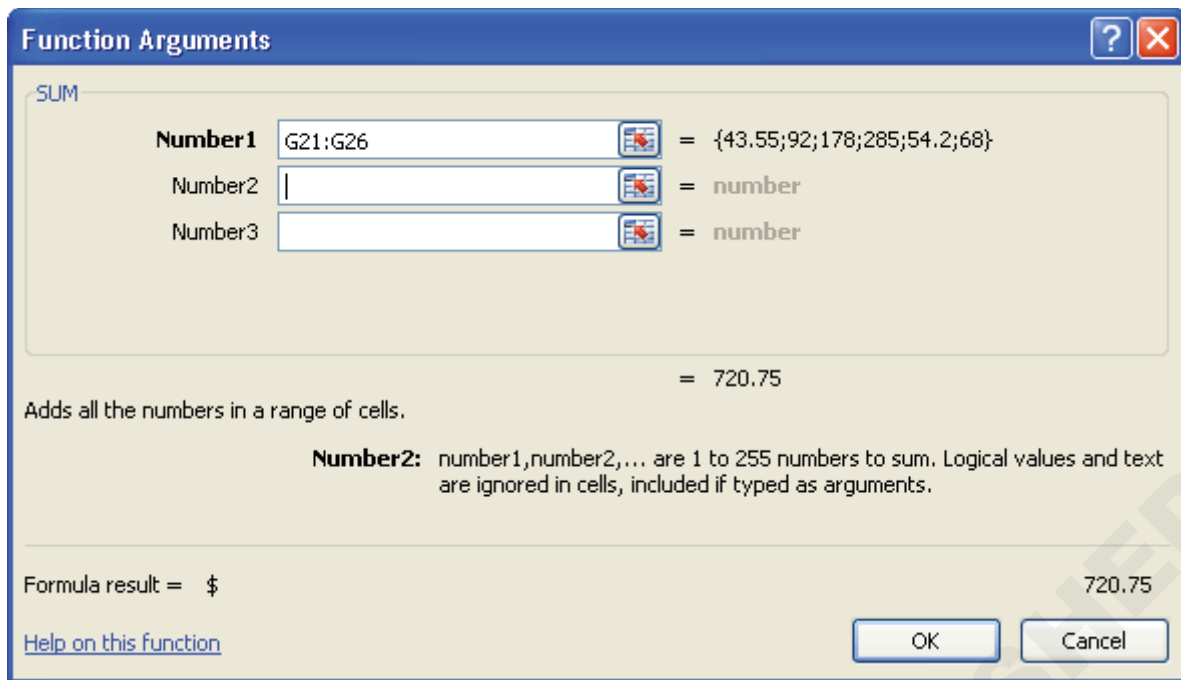 Function Arguments
SUM
Number1 G21:G26 = {43.55;92;178;285;54.2;68}
Number2 = number
Number3 = number
= 720.75
Adds all the numbers in a range of cells.
Number2: number1,number2,... are 1 to 255 numbers to sum. Logical values and text
are ignored in cells, included if typed as arguments.
Formula result = $ 720.75
Help on this function OK Cancel